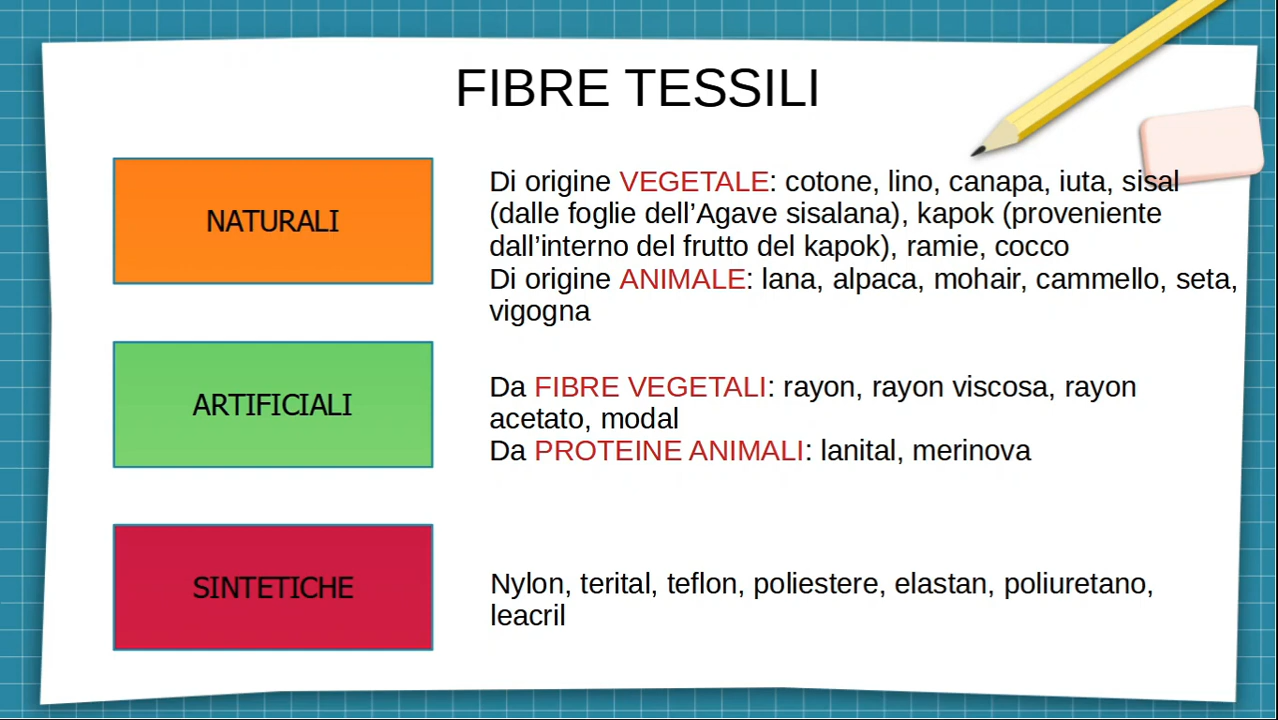 FIBRE TESSILI
NATURALI
Di origine VEGETALE: cotone, lino, canapa, iuta, sisal
(dalle foglie dell’Agave sisalana), kapok (proveniente
dall’interno del frutto del kapok), ramie, cocco
Di origine ANIMALE: lana, alpaca, mohair, cammello, seta,
vigogna
ARTIFICIALI
Da FIBRE VEGETALI: rayon, rayon viscosa, rayon
acetato, modal
Da PROTEINE ANIMALI: lanital, merinova
SINTETICHE
Nylon, terital, teflon, poliestere, elastan, poliuretano,
leacril